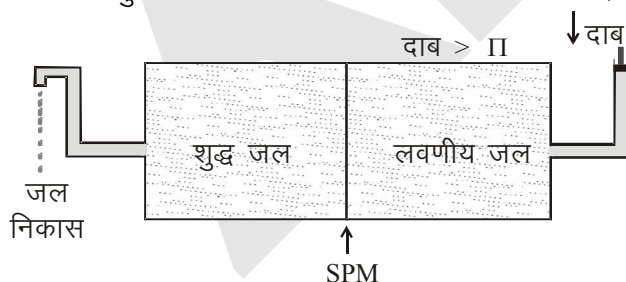 दाब > Π
दाब
शुद्ध जल
लवणीय जल
जल
निकास
SPM